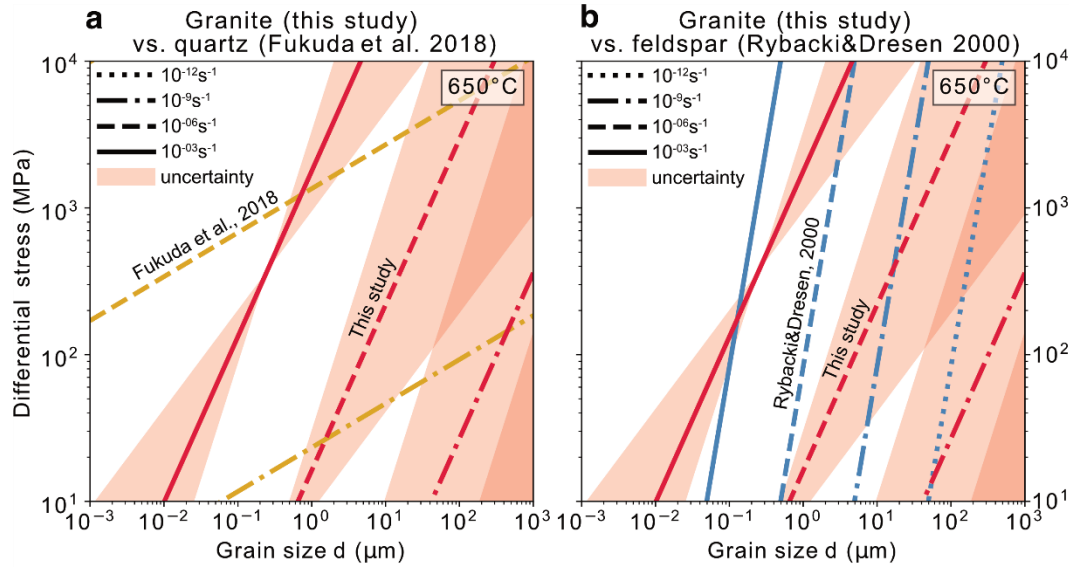 a
Granite (this study)
vs. quartz (Fukuda et al. 2018)
10⁴
10³
10²
10¹
Differential stress (MPa)
10⁻¹²s⁻¹
10⁻⁹s⁻¹
10⁻⁰⁶s⁻¹
10⁻⁰³s⁻¹
uncertainty
650°C
Fukuda et al., 2018
This study
10⁻³ 10⁻² 10⁻¹ 10⁰ 10¹ 10² 10³
Grain size d (µm)
b
Granite (this study)
vs. feldspar (Rybacki&Dresen 2000)
10⁻¹²s⁻¹
10⁻⁹s⁻¹
10⁻⁰⁶s⁻¹
10⁻⁰³s⁻¹
uncertainty
650°C
Rybacki&Dresen, 2000
This study
10⁴
10³
10²
10¹
10⁻³ 10⁻² 10⁻¹ 10⁰ 10¹ 10² 10³
Grain size d (µm)